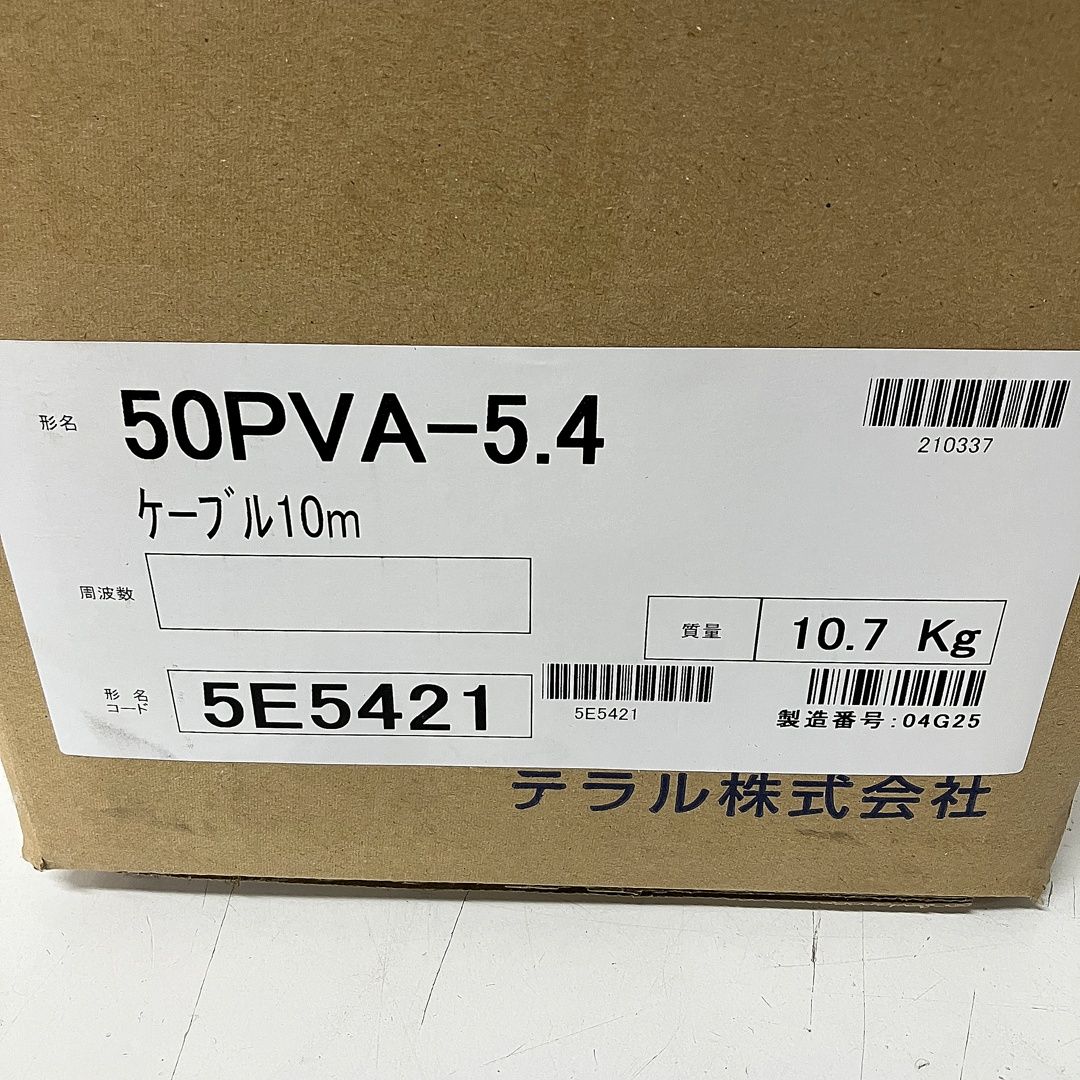 形名 50PVA-5.4
210337
ケーブル10m
周波数
質量 10.7 Kg
形名コード 5E5421
5E5421
製造番号:04G25
テラル株式会社